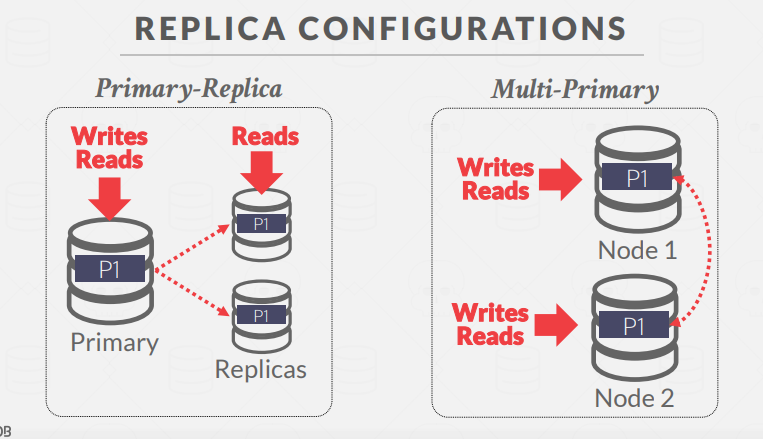 REPLICA CONFIGURATIONS
Primary-Replica
Writes
Reads
Reads
P1
P1
P1
Primary
Replicas
Multi-Primary
Writes
Reads
P1
Node 1
Writes
Reads
P1
Node 2